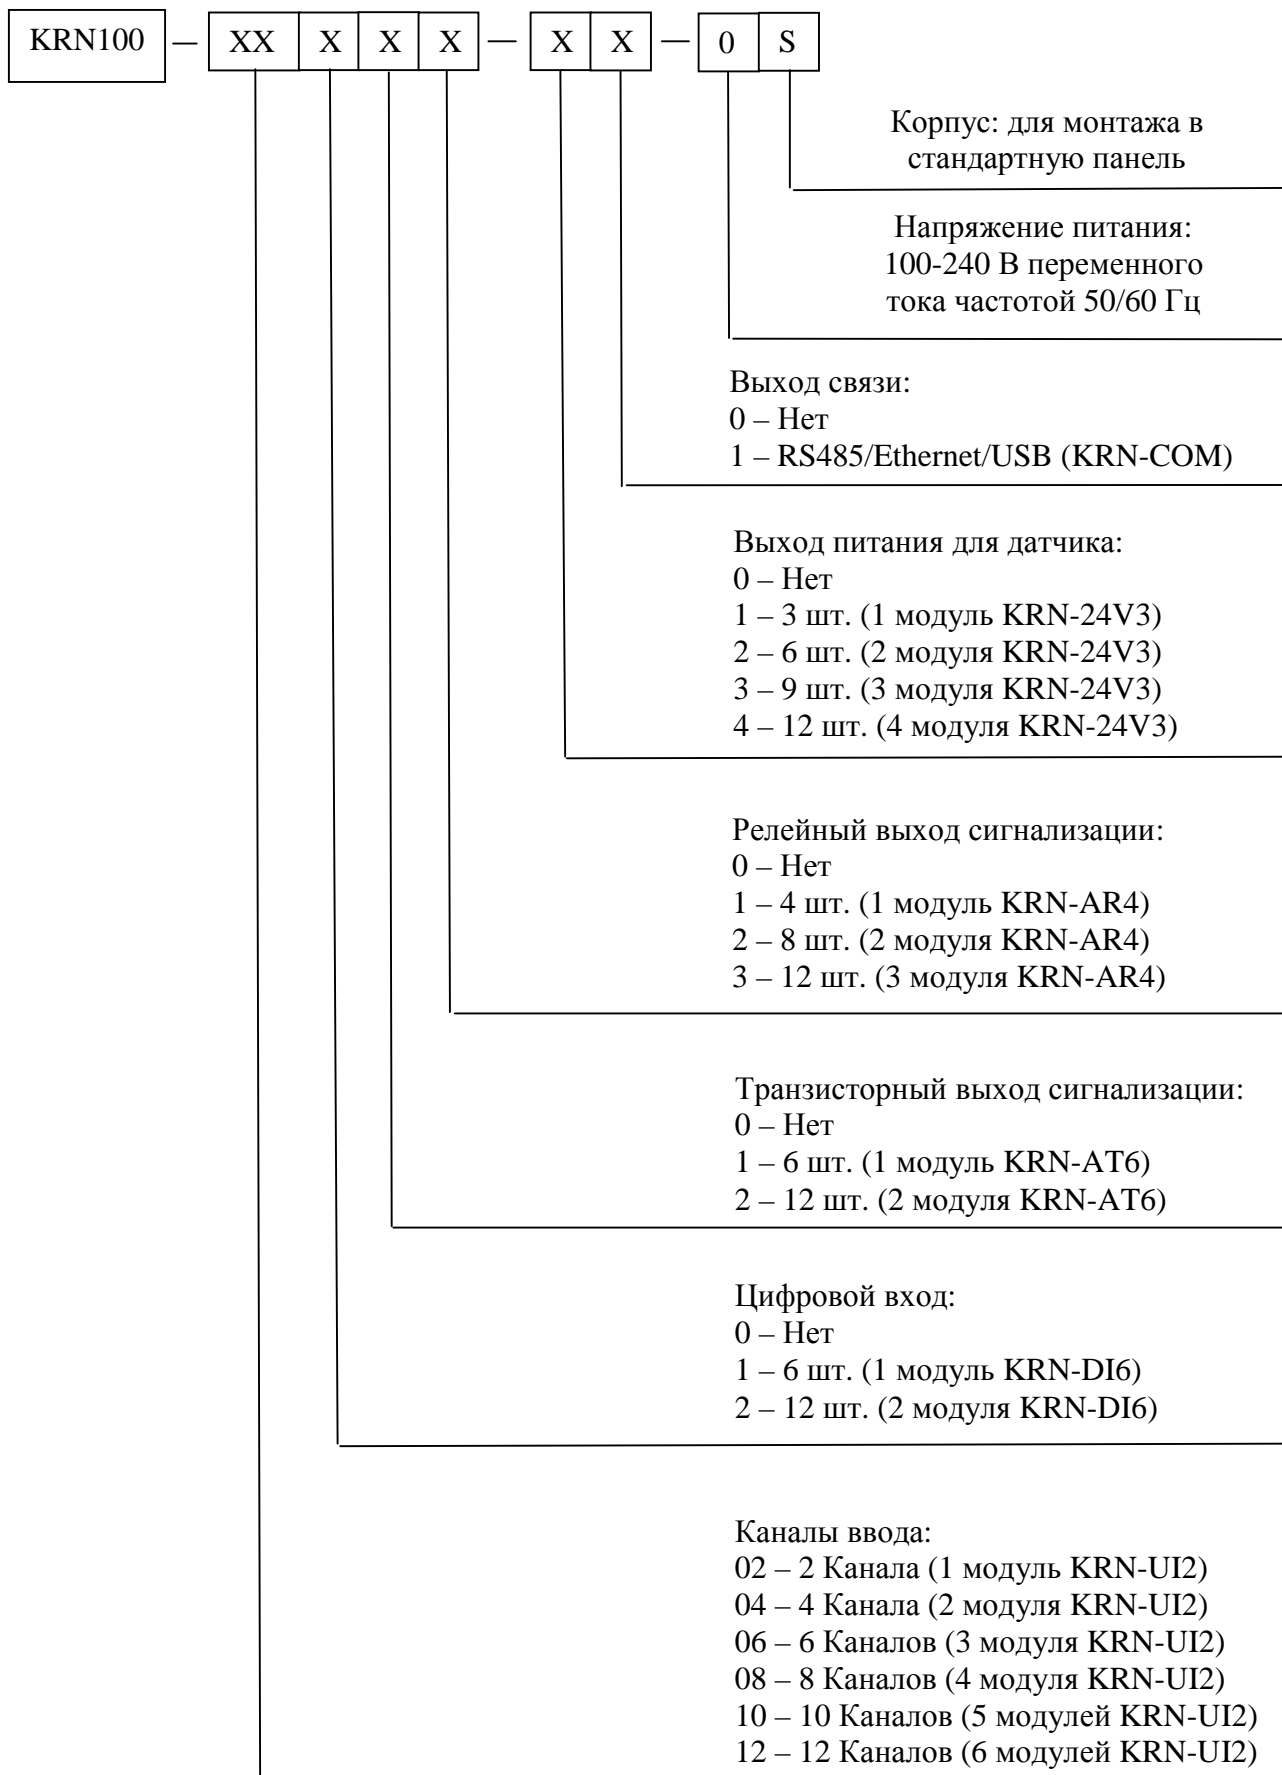 KRN100 — XX X X X — X X — 0 S
Корпус: для монтажа в
стандартную панель
Напряжение питания:
100-240 В переменного
тока частотой 50/60 Гц
Выход связи:
0 – Нет
1 – RS485/Ethernet/USB (KRN-COM)
Выход питания для датчика:
0 – Нет
1 – 3 шт. (1 модуль KRN-24V3)
2 – 6 шт. (2 модуля KRN-24V3)
3 – 9 шт. (3 модуля KRN-24V3)
4 – 12 шт. (4 модуля KRN-24V3)
Релейный выход сигнализации:
0 – Нет
1 – 4 шт. (1 модуль KRN-AR4)
2 – 8 шт. (2 модуля KRN-AR4)
3 – 12 шт. (3 модуля KRN-AR4)
Транзисторный выход сигнализации:
0 – Нет
1 – 6 шт. (1 модуль KRN-AT6)
2 – 12 шт. (2 модуля KRN-AT6)
Цифровой вход:
0 – Нет
1 – 6 шт. (1 модуль KRN-DI6)
2 – 12 шт. (2 модуля KRN-DI6)
Каналы ввода:
02 – 2 Канала (1 модуль KRN-UI2)
04 – 4 Канала (2 модуля KRN-UI2)
06 – 6 Каналов (3 модуля KRN-UI2)
08 – 8 Каналов (4 модуля KRN-UI2)
10 – 10 Каналов (5 модулей KRN-UI2)
12 – 12 Каналов (6 модулей KRN-UI2)